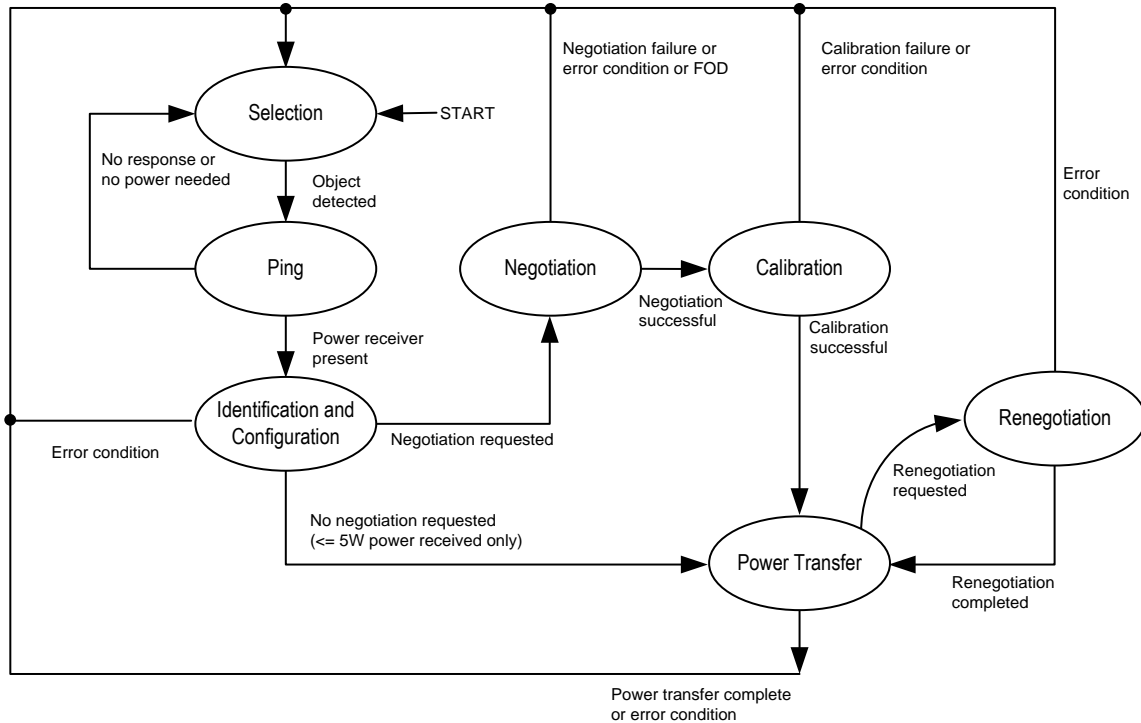 Negotiation failure or
error condition or FOD
Calibration failure or
error condition
Selection
START
No response or
no power needed
Object
detected
Error
condition
Ping
Negotiation
Calibration
Negotiation
successful
Power receiver
present
Calibration
successful
Identification and
Configuration
Renegotiation
Error condition
Negotiation requested
Renegotiation
requested
No negotiation requested
(<= 5W power received only)
Power Transfer
Renegotiation
completed
Power transfer complete
or error condition